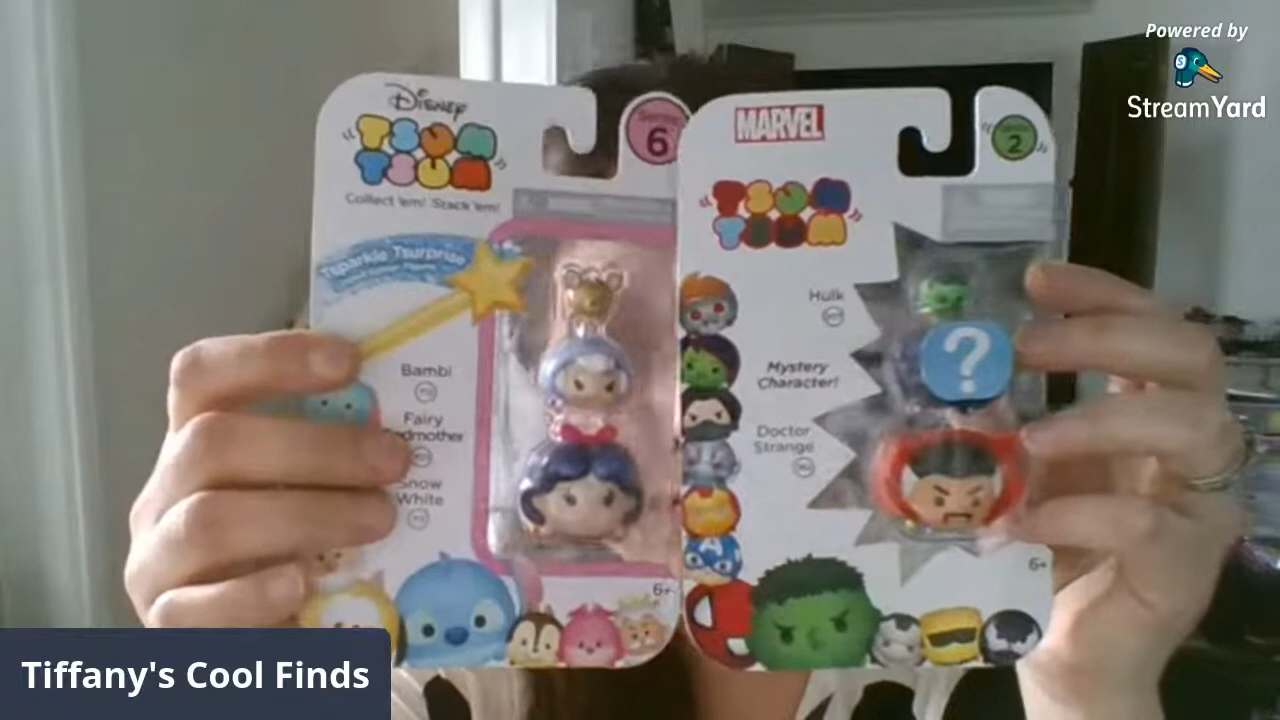 Powered by
StreamYard
Disney
TSUM
TSUM
Collect 'em! Stack 'em!
Series
6
Tsparkle Tsurprise
Bambi
Fairy
Godmother
Snow
White
6+
MARVEL
2
TSUM
TSUM
Hulk
?
Mystery
Character!
Doctor
Strange
6+
Tiffany's Cool Finds